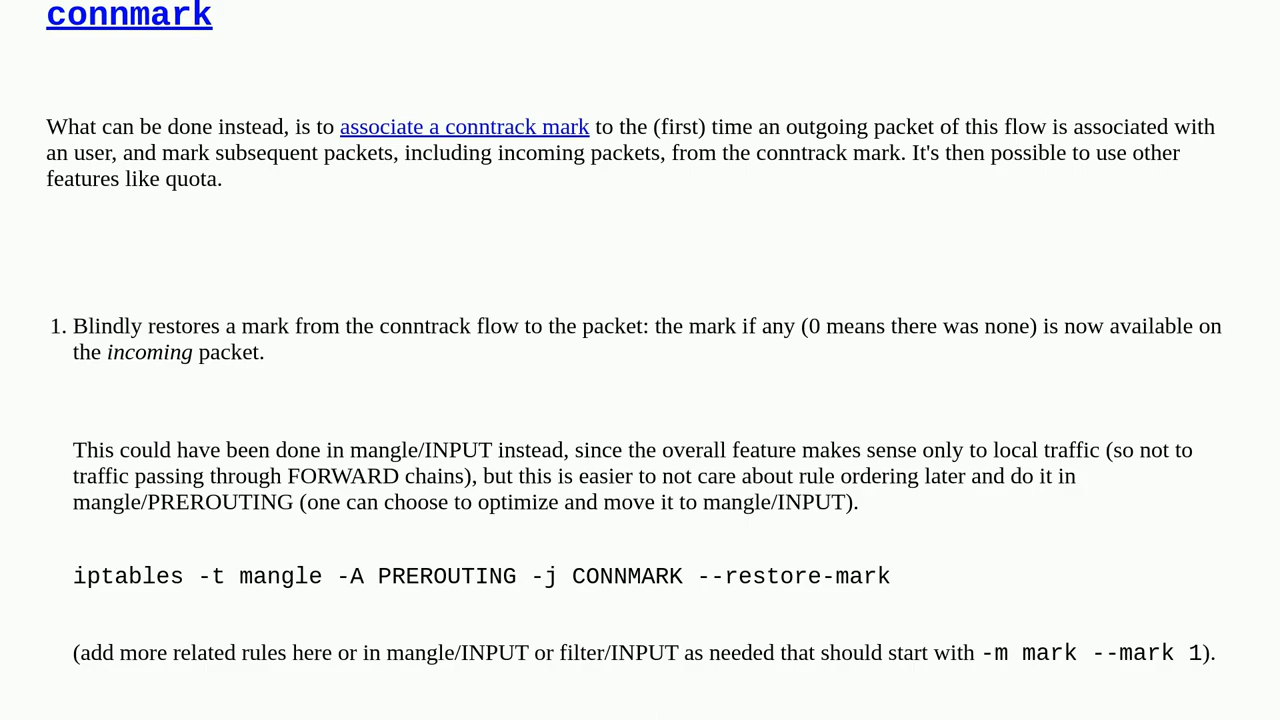 connmark
What can be done instead, is to associate a conntrack mark to the (first) time an outgoing packet of this flow is associated with
an user, and mark subsequent packets, including incoming packets, from the conntrack mark. It's then possible to use other
features like quota.
1. Blindly restores a mark from the conntrack flow to the packet: the mark if any (0 means there was none) is now available on
the incoming packet.
This could have been done in mangle/INPUT instead, since the overall feature makes sense only to local traffic (so not to
traffic passing through FORWARD chains), but this is easier to not care about rule ordering later and do it in
mangle/PREROUTING (one can choose to optimize and move it to mangle/INPUT).
iptables -t mangle -A PREROUTING -j CONNMARK --restore-mark
(add more related rules here or in mangle/INPUT or filter/INPUT as needed that should start with -m mark --mark 1).